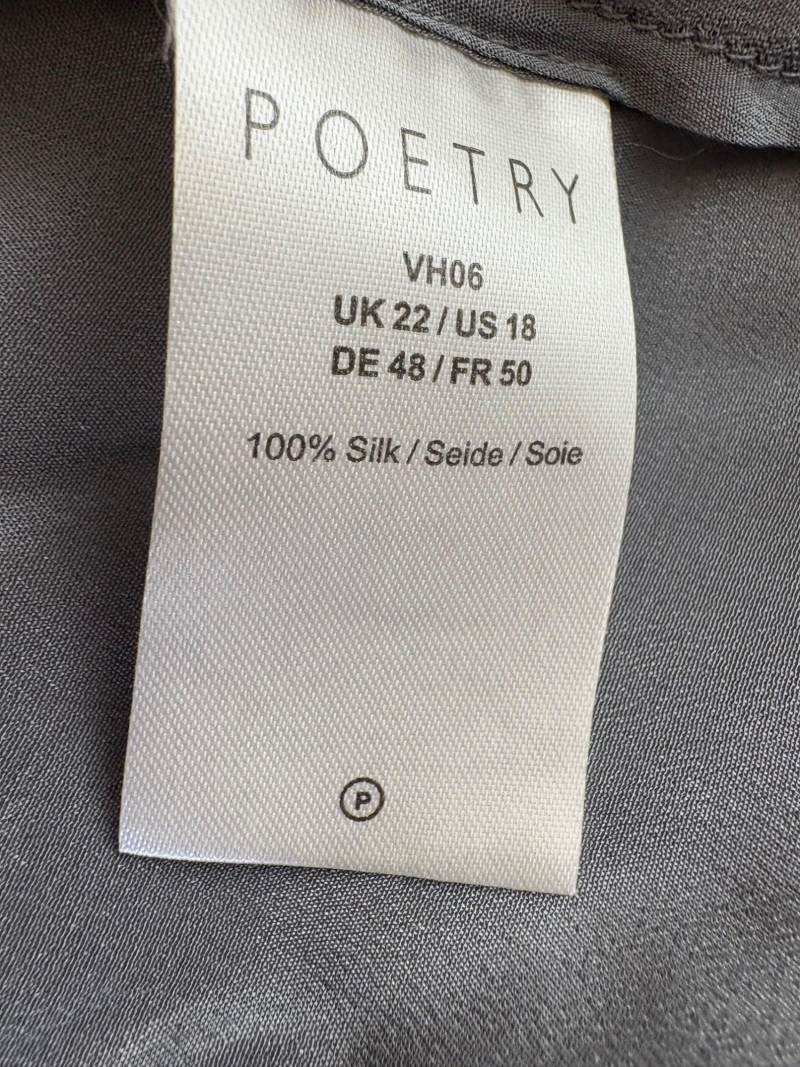 POETRY
VH06
UK 22 / US 18
DE 48 / FR 50
100% Silk / Seide / Soie
P